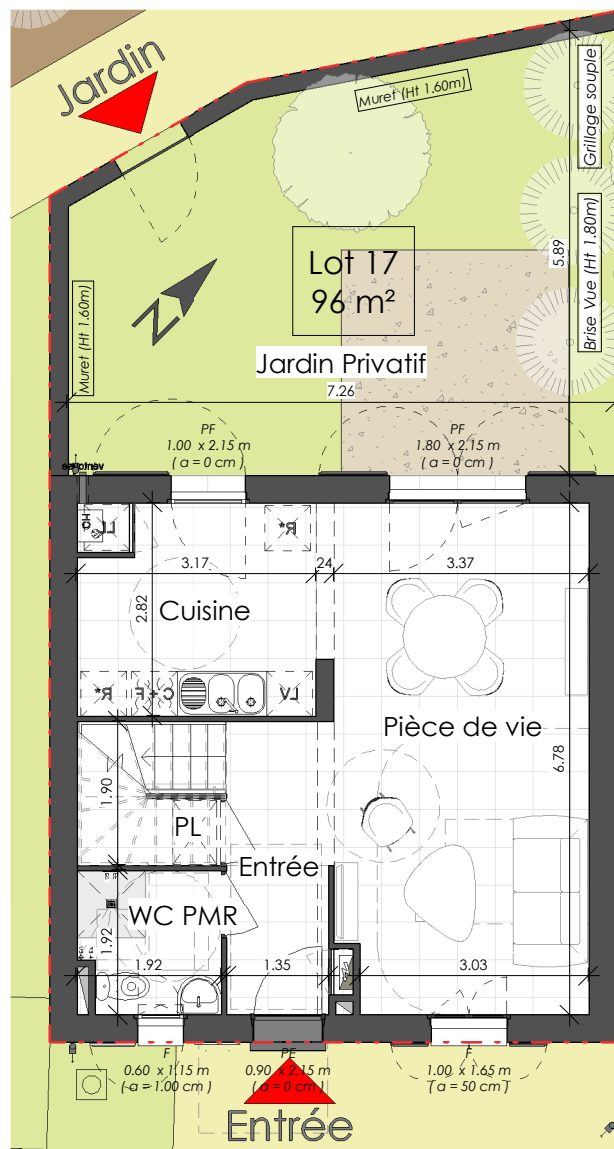 Jardin
Muret (Ht 1.60m)
Grillage souple
Lot 17
96 m²
5.89
Brise Vue (Ht 1.80m)
Muret (Ht 1.60m)
N
Jardin Privatif
7.26
PF
1.00 x 2.15 m
( a = 0 cm )
PF
1.80 x 2.15 m
( a = 0 cm )
ventouse
LL
R*
3.17
24
3.37
2.82
Cuisine
R*
C + F
LV
Pièce de vie
6.78
1.90
PL
Entrée
WC PMR
1.92
1.92
1.35
3.03
F
0.60 x 1.15 m
( a = 1.00 cm )
PE
0.90 x 2.15 m
( a = 0 cm )
F
1.00 x 1.65 m
( a = 50 cm )
Entrée